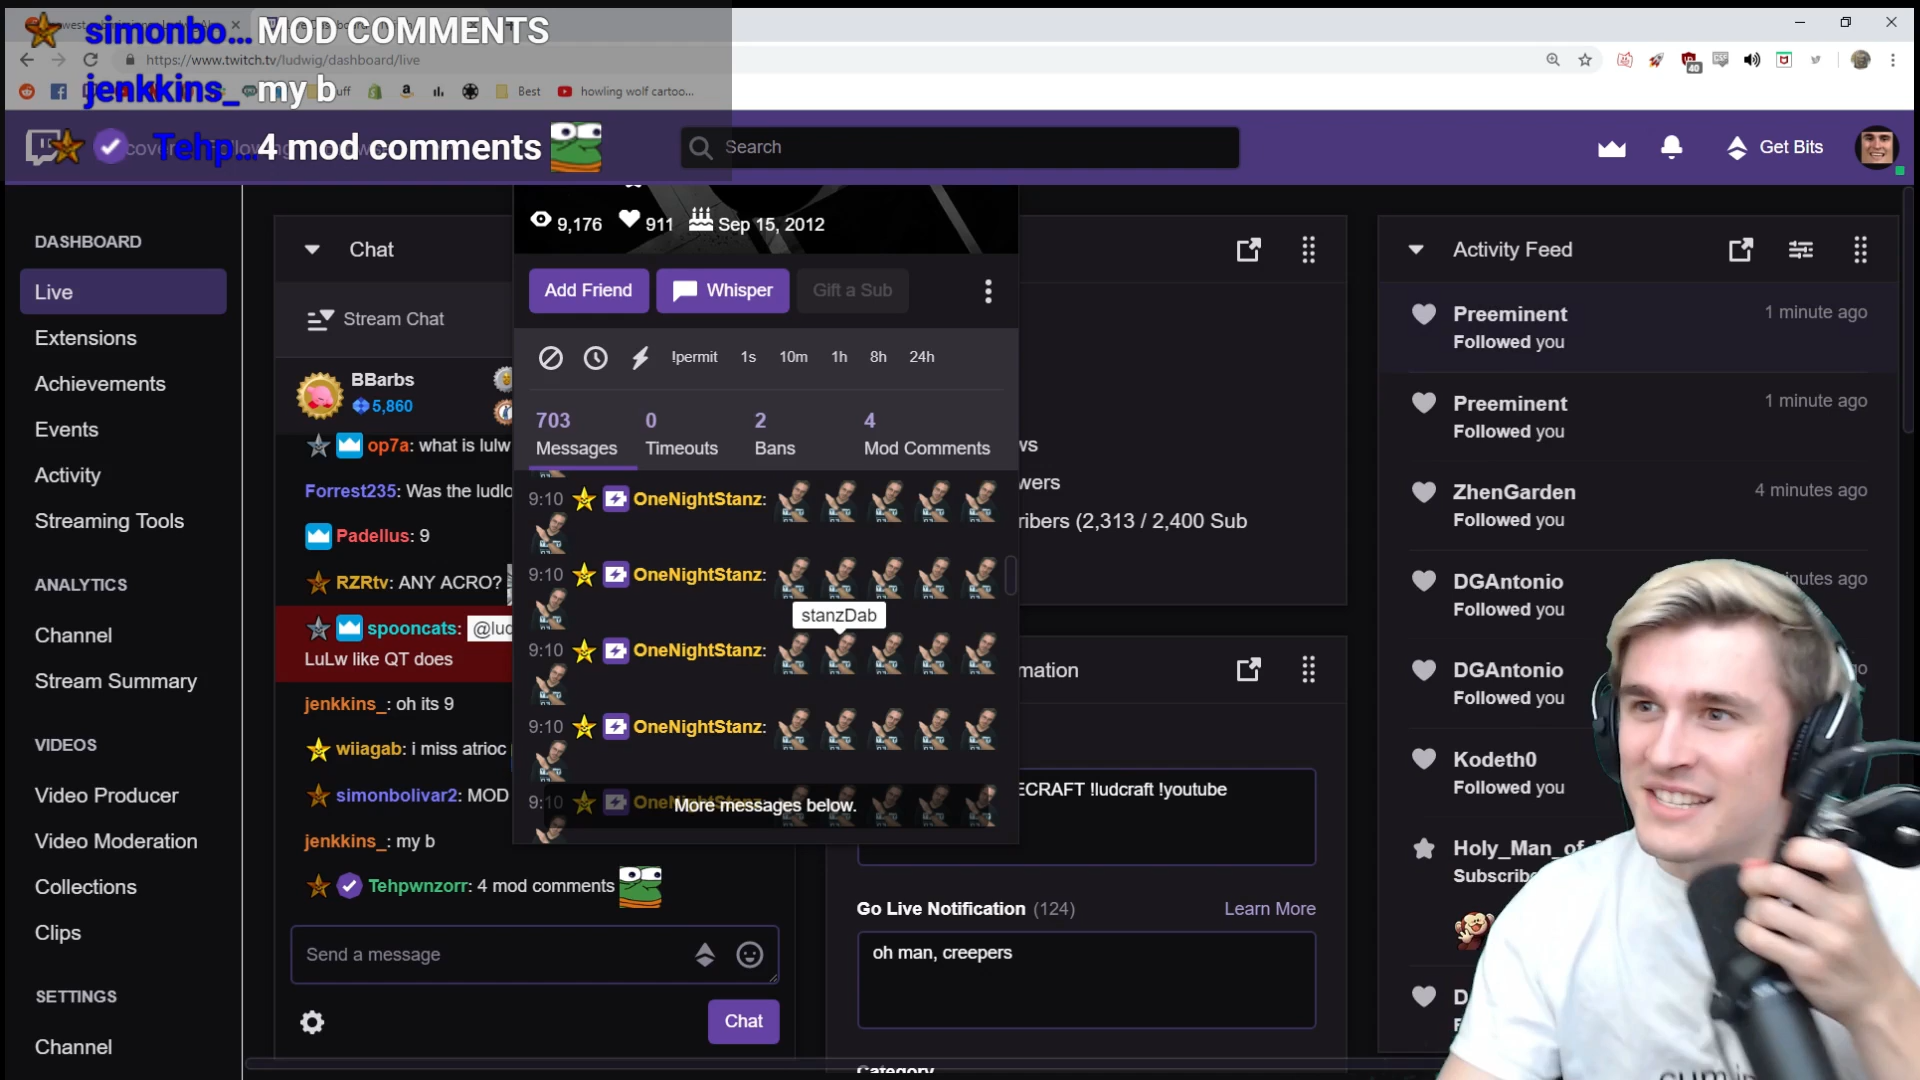 simonbo... MOD COMMENTS
https://www.twitch.tv/ludwig/dashboard/live
jenkkins_- my b
Best
howling wolf cartoo...
40
Tehp...4 mod comments
Search
Get Bits
DASHBOARD
Live
Extensions
Achievements
Events
Activity
Streaming Tools
ANALYTICS
Channel
Stream Summary
VIDEOS
Video Producer
Video Moderation
Collections
Clips
SETTINGS
Channel
Chat
Stream Chat
BBarbs
5,860
op7a: what is lulw
Forrest235: Was the ludlo
Padellus: 9
RZRtv: ANY ACRO?
spooncats: @lud
LuLw like QT does
jenkkins_: oh its 9
wiiagab: i miss atrioc
simonbolivar2: MOD
jenkkins_: my b
Tehpwnzorr: 4 mod comments
Send a message
Chat
9,176 911 Sep 15, 2012
Add Friend Whisper Gift a Sub
!permit 1s 10m 1h 8h 24h
703 0 2 4
Messages Timeouts Bans Mod Comments
9:10 OneNightStanz:
9:10 OneNightStanz:
stanzDab
9:10 OneNightStanz:
9:10 OneNightStanz:
9:10
More messages below.
ws
wers
ribers (2,313 / 2,400 Sub
mation
ECRAFT !ludcraft !youtube
Go Live Notification (124) Learn More
oh man, creepers
Category
Activity Feed
Preeminent 1 minute ago
Followed you
Preeminent 1 minute ago
Followed you
ZhenGarden 4 minutes ago
Followed you
DGAntonio nutes ago
Followed you
DGAntonio
Followed you
Kodeth0
Followed you
Holy_Man_of_
Subscribe
D